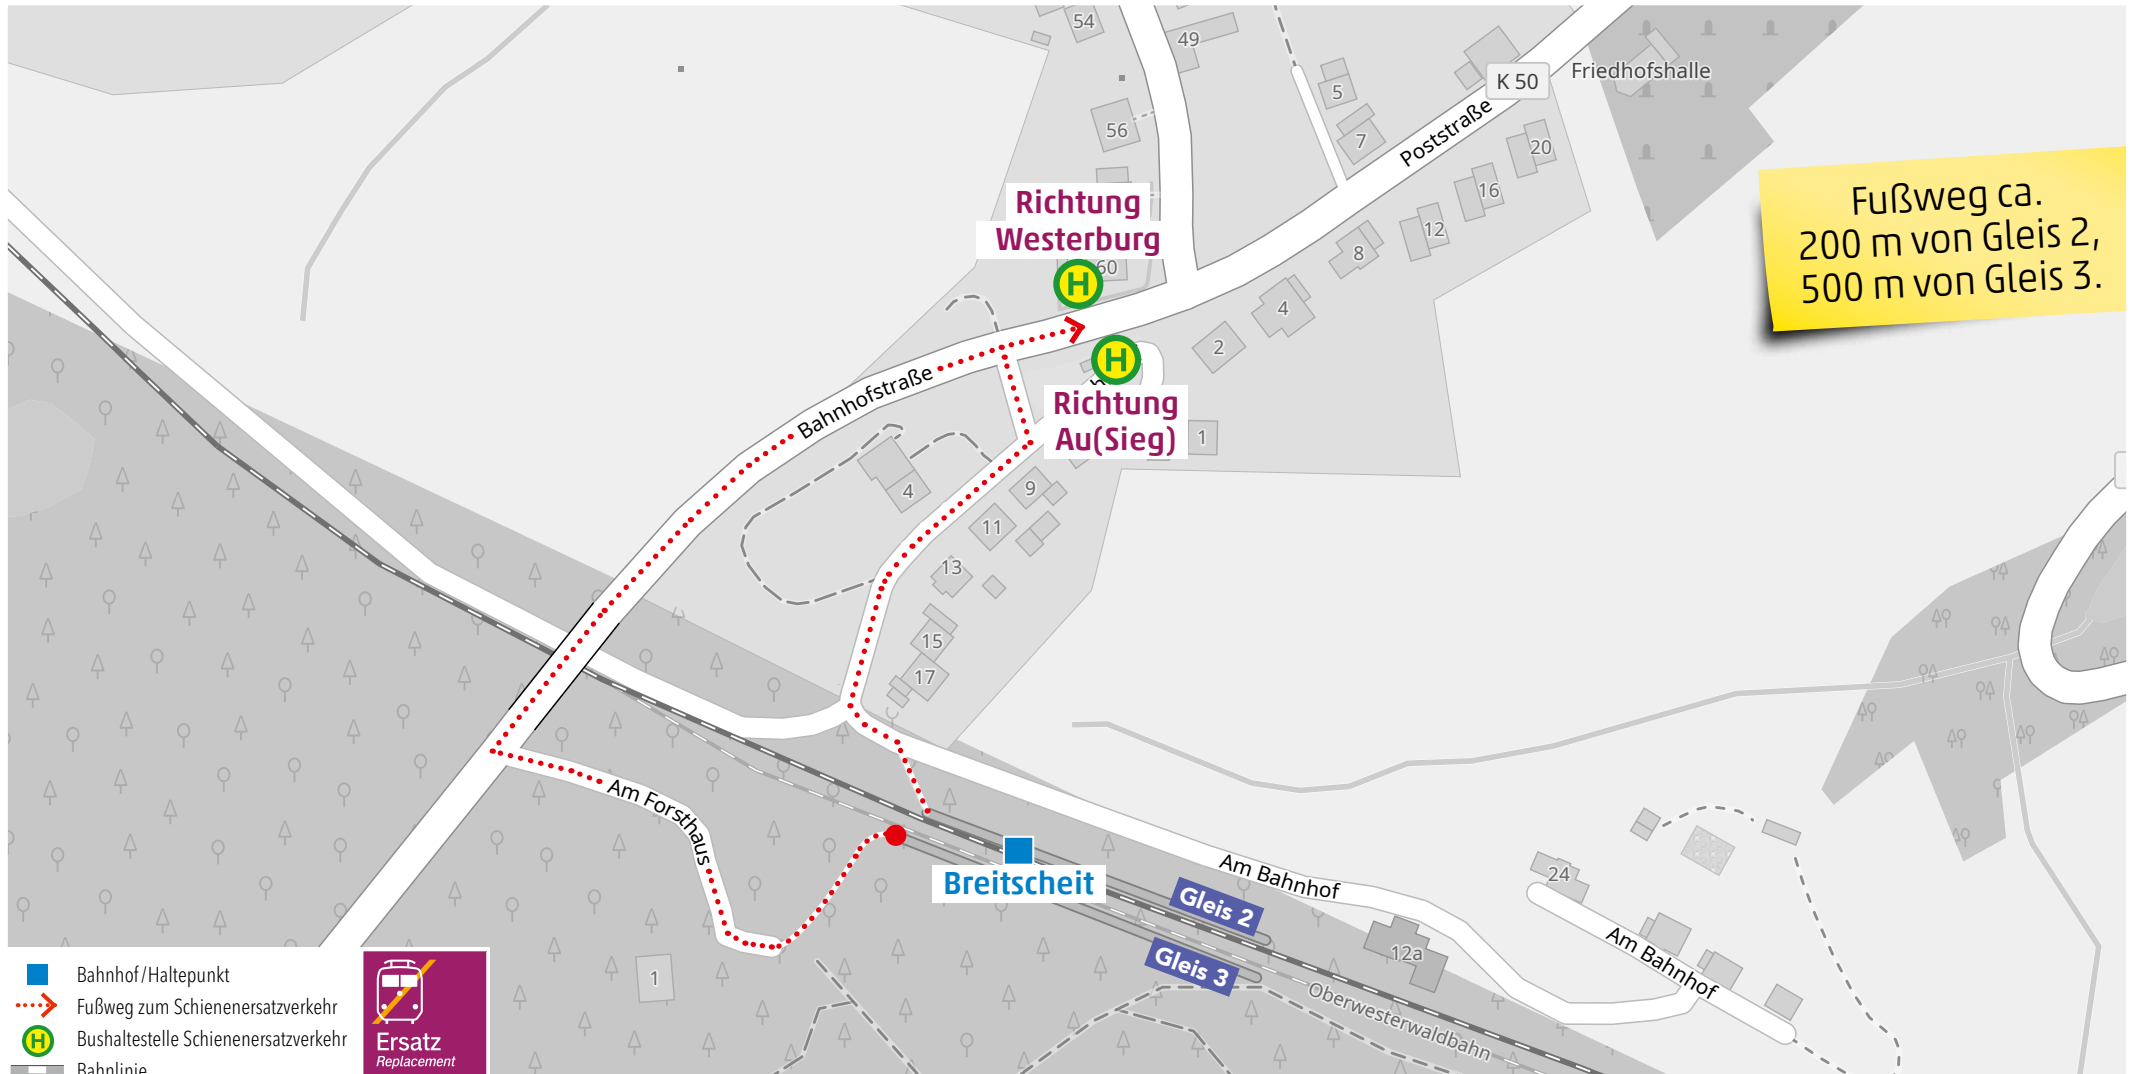 54
49
K 50
Friedhofshalle
5
7
56
Poststraße
20
16
12
8
4
2
Richtung
Westerburg
60
H
H
Richtung
Au(Sieg)
1
Fußweg ca.
200 m von Gleis 2,
500 m von Gleis 3.
Bahnhofstraße
4
9
11
13
15
17
Am Forsthaus
Breitscheit
Am Bahnhof
Gleis 2
Gleis 3
24
12a
Am Bahnhof
Oberwesterwaldbahn
1
Bahnhof/Haltepunkt
Fußweg zum Schienenersatzverkehr
H
Bushaltestelle Schienenersatzverkehr
Bahnlinie
Ersatz
Replacement